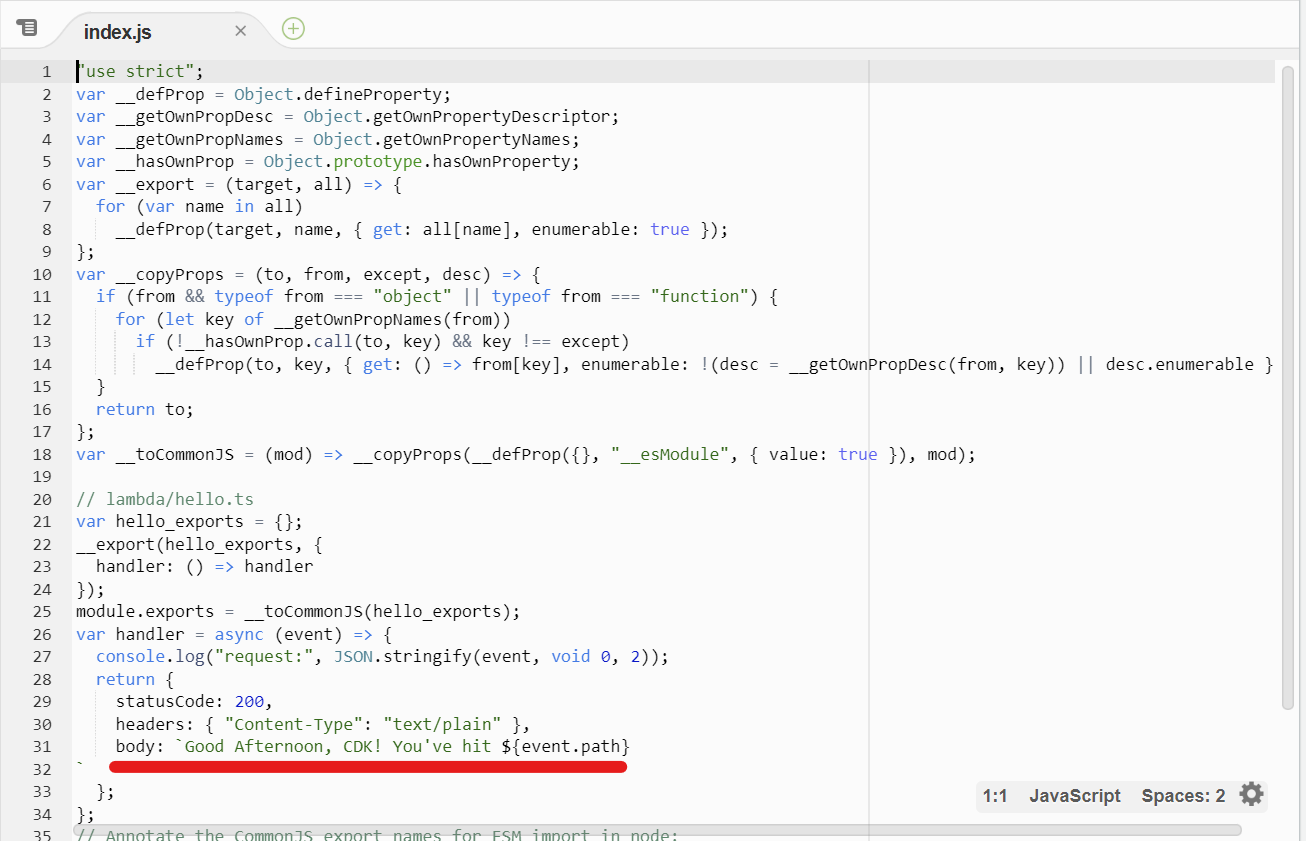 index.js
1 "use strict";
2 var __defProp = Object.defineProperty;
3 var __getOwnPropDesc = Object.getOwnPropertyDescriptor;
4 var __getOwnPropNames = Object.getOwnPropertyNames;
5 var __hasOwnProp = Object.prototype.hasOwnProperty;
6 var __export = (target, all) => {
7   for (var name in all)
8     __defProp(target, name, { get: all[name], enumerable: true });
9 };
10 var __copyProps = (to, from, except, desc) => {
11   if (from && typeof from === "object" || typeof from === "function") {
12     for (let key of __getOwnPropNames(from))
13       if (!__hasOwnProp.call(to, key) && key !== except)
14         __defProp(to, key, { get: () => from[key], enumerable: !(desc = __getOwnPropDesc(from, key)) || desc.enumerable }
15   }
16   return to;
17 };
18 var __toCommonJS = (mod) => __copyProps(__defProp({}, "__esModule", { value: true }), mod);
19
20 // lambda/hello.ts
21 var hello_exports = {};
22 __export(hello_exports, {
23   handler: () => handler
24 });
25 module.exports = __toCommonJS(hello_exports);
26 var handler = async (event) => {
27   console.log("request:", JSON.stringify(event, void 0, 2));
28   return {
29     statusCode: 200,
30     headers: { "Content-Type": "text/plain" },
31     body: `Good Afternoon, CDK! You've hit ${event.path}
32 `
33   };
34 };
35 // Annotate the CommonJS export names for ESM import in node:
1:1 JavaScript Spaces: 2